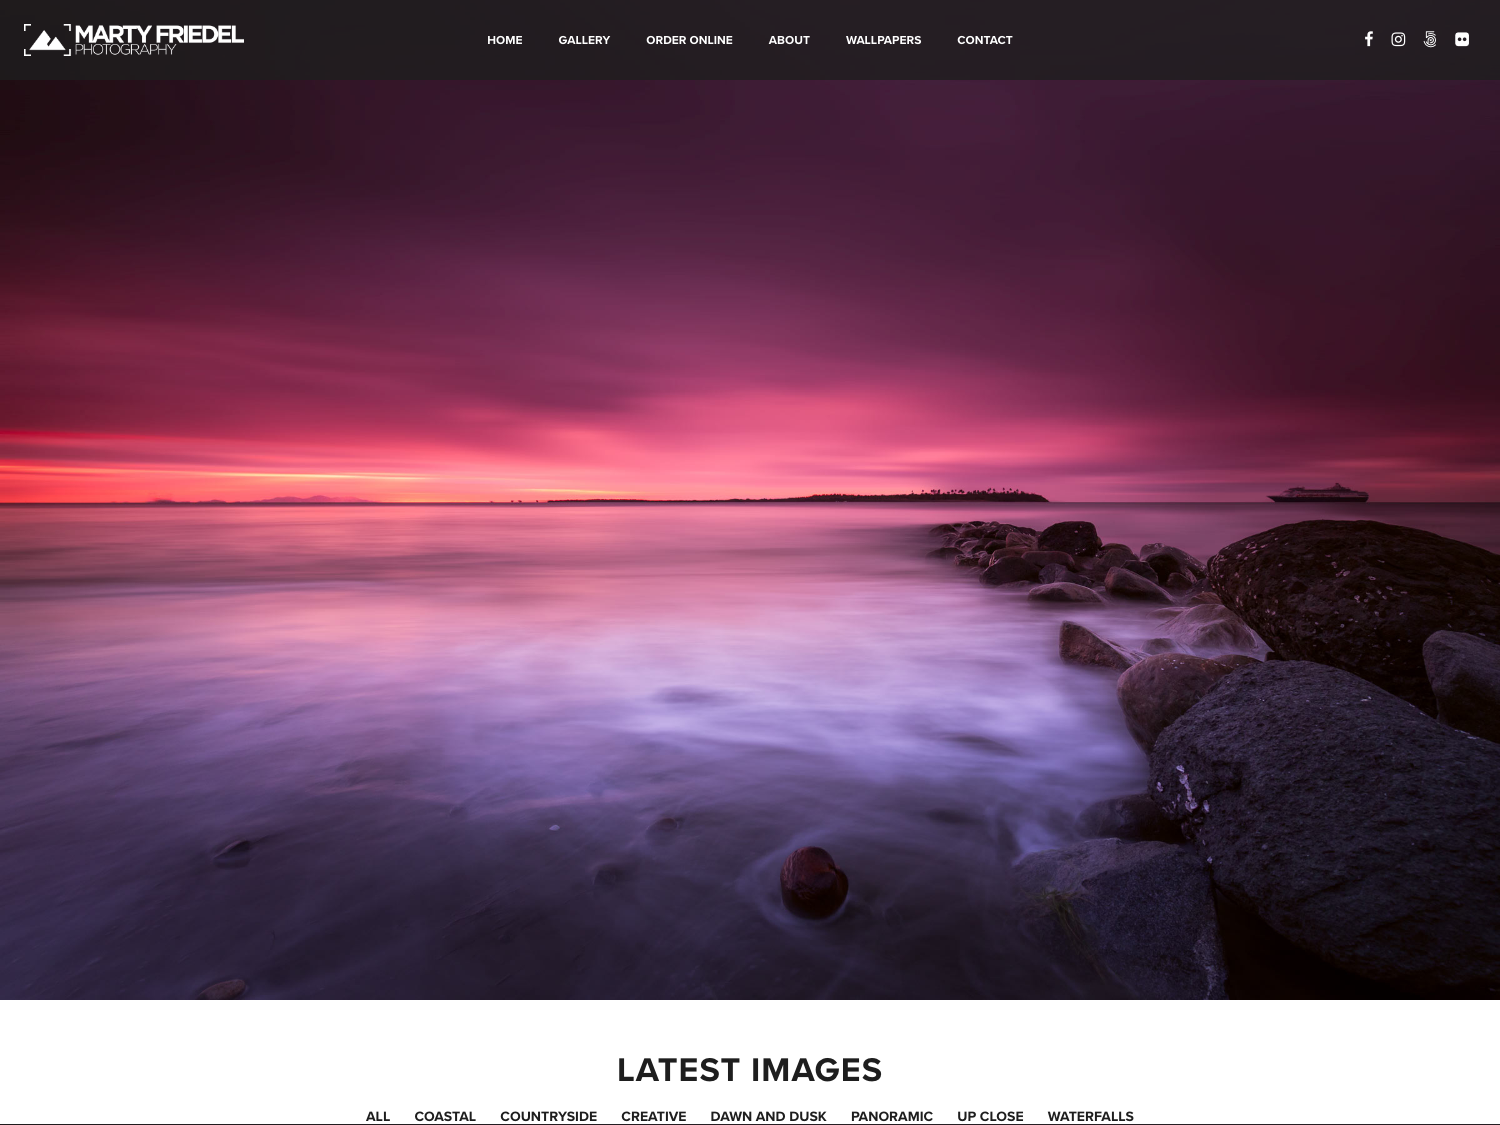 MARTY FRIEDEL
PHOTOGRAPHY
HOME GALLERY ORDER ONLINE ABOUT WALLPAPERS CONTACT
LATEST IMAGES
ALL COASTAL COUNTRYSIDE CREATIVE DAWN AND DUSK PANORAMIC UP CLOSE WATERFALLS